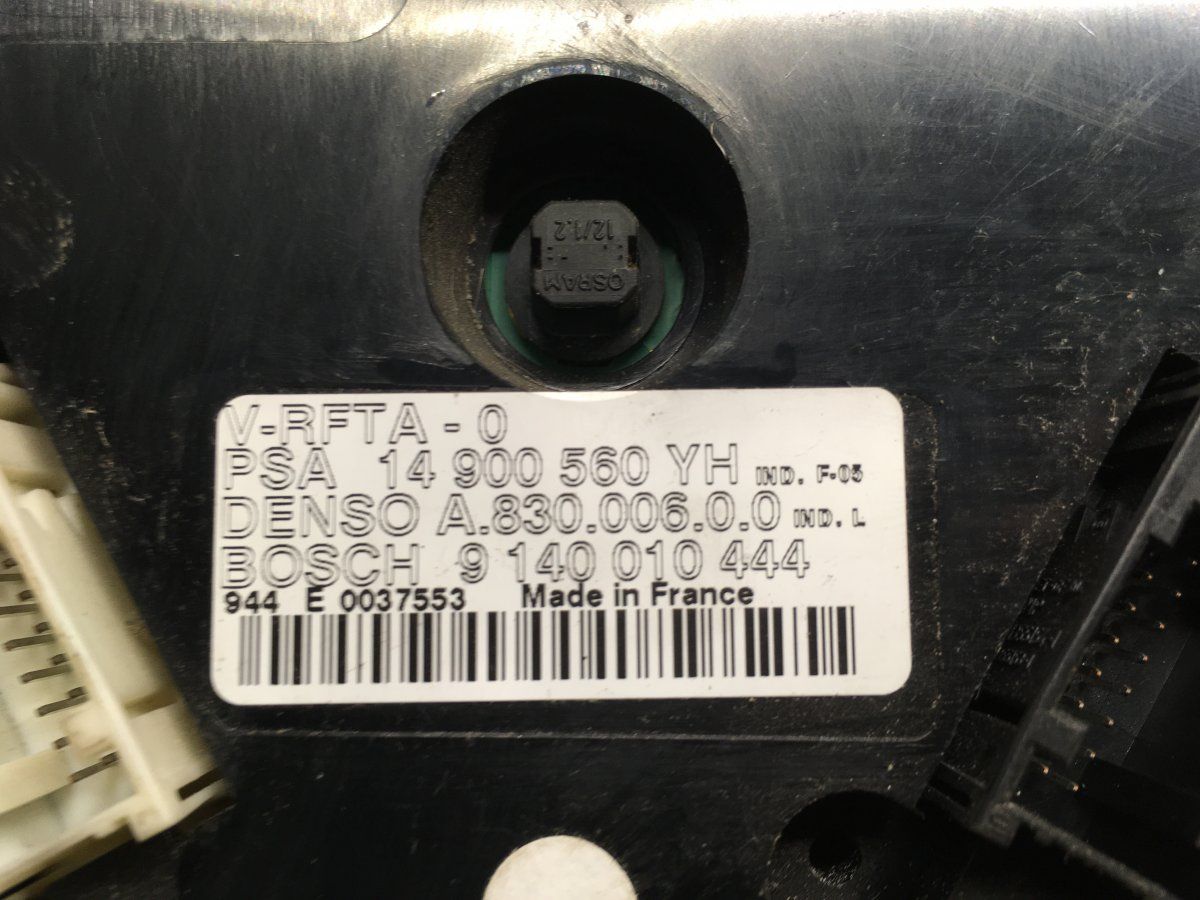 12/1.2
OSRAM
V-RFTA - 0
PSA 14 900 560 YH IND. F-05
DENSO A.830.006.0.0 IND. L
BOSCH 9 140 010 444
944 E 0037553 Made in France